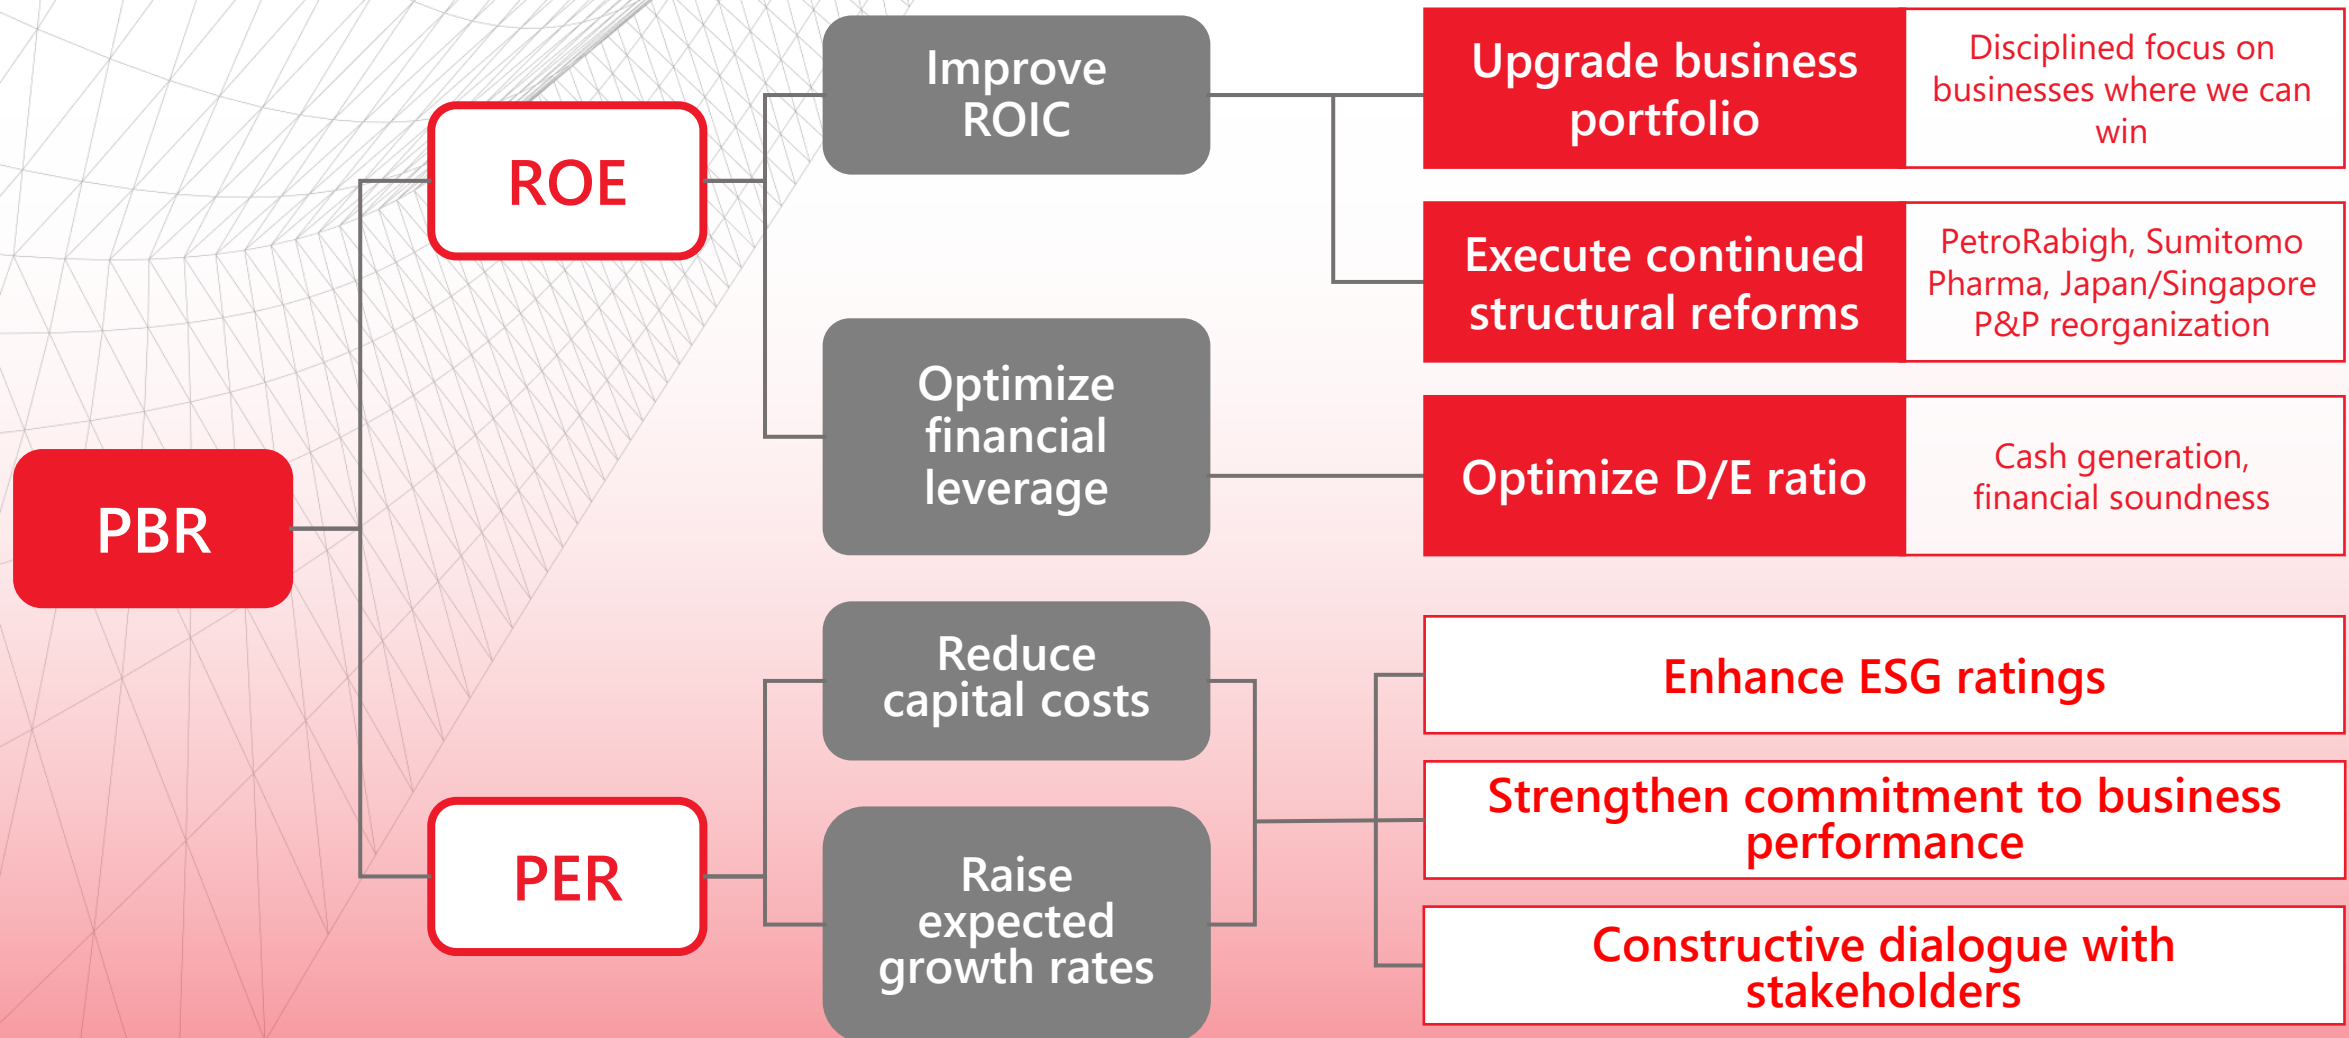 PBR
ROE
PER
Improve
ROIC
Optimize
financial
leverage
Reduce
capital costs
Raise
expected
growth rates
Upgrade business
portfolio
Disciplined focus on
businesses where we can
win
Execute continued
structural reforms
PetroRabigh, Sumitomo
Pharma, Japan/Singapore
P&P reorganization
Optimize D/E ratio
Cash generation,
financial soundness
Enhance ESG ratings
Strengthen commitment to business
performance
Constructive dialogue with
stakeholders